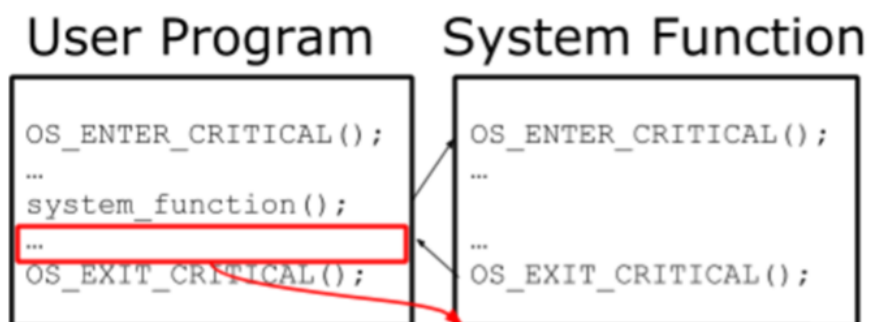 User Program
OS_ENTER_CRITICAL();
…
system_function();
…
OS_EXIT_CRITICAL();
System Function
OS_ENTER_CRITICAL();
…
…
OS_EXIT_CRITICAL();